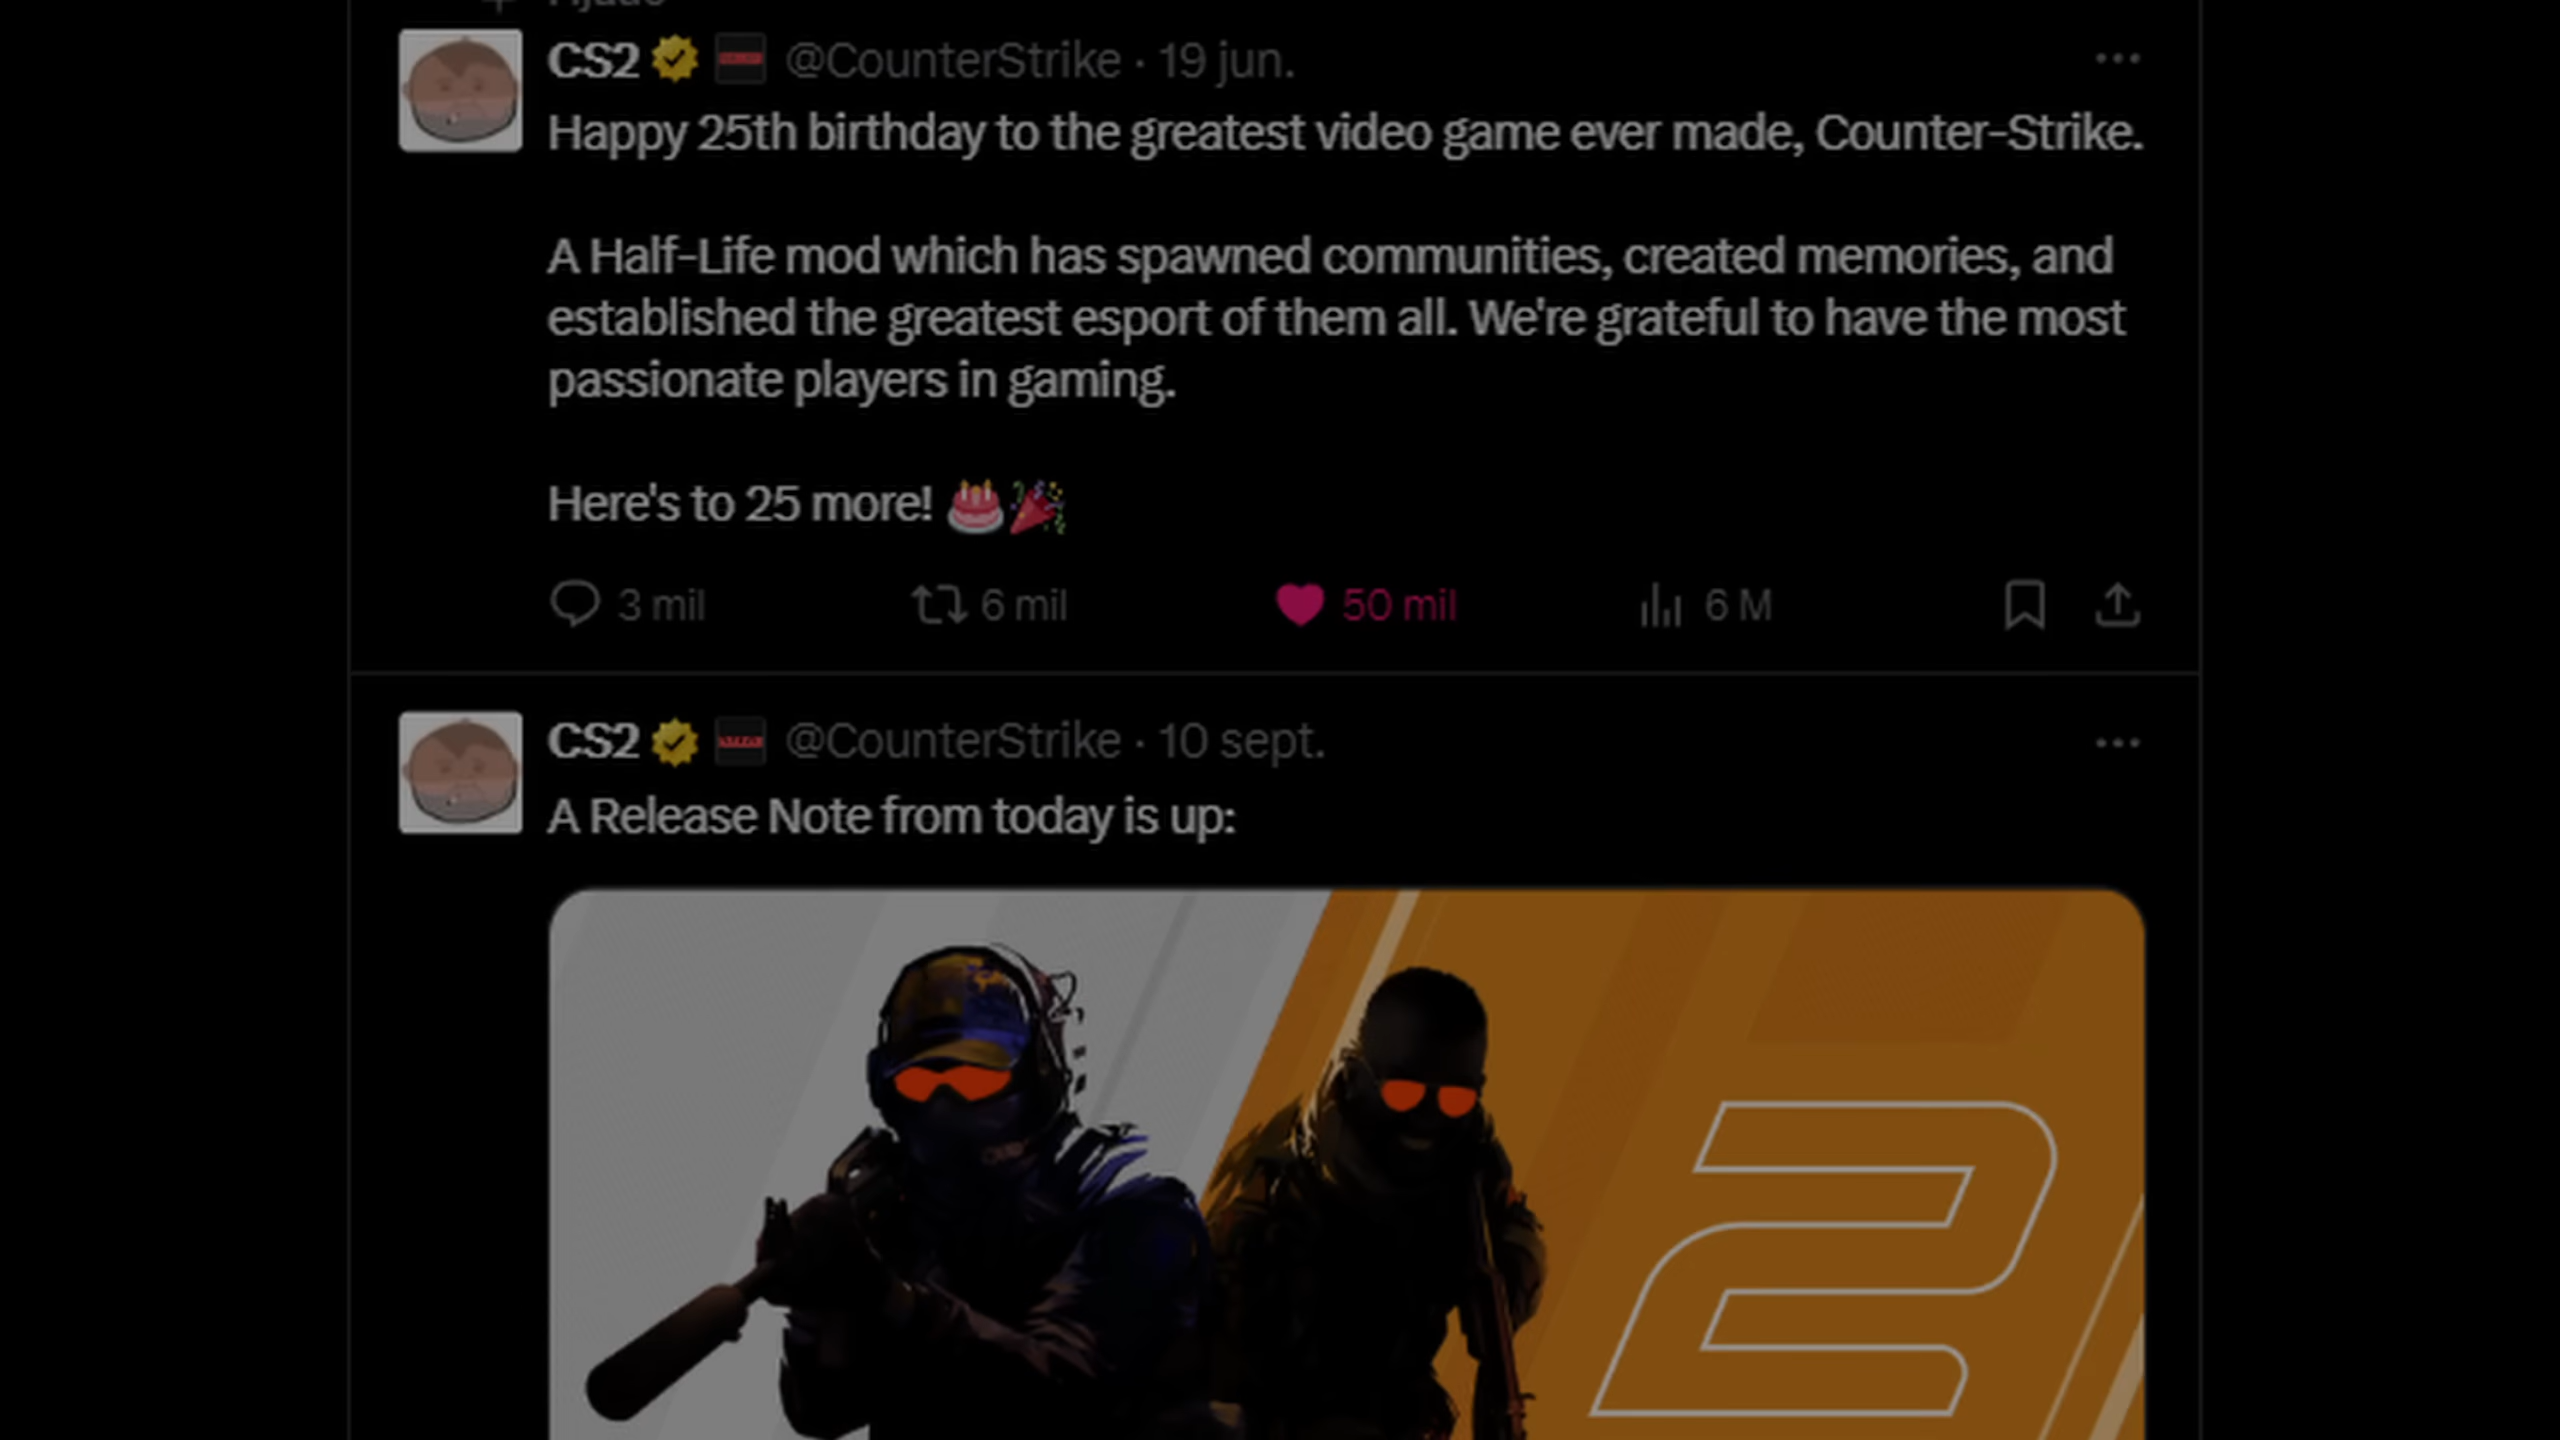 CS2 @CounterStrike · 19 jun.
Happy 25th birthday to the greatest video game ever made, Counter-Strike.
A Half-Life mod which has spawned communities, created memories, and
established the greatest esport of them all. We're grateful to have the most
passionate players in gaming.
Here's to 25 more! 🎂🎉
3 mil 6 mil 50 mil 6 M
CS2 @CounterStrike · 10 sept.
A Release Note from today is up:
2